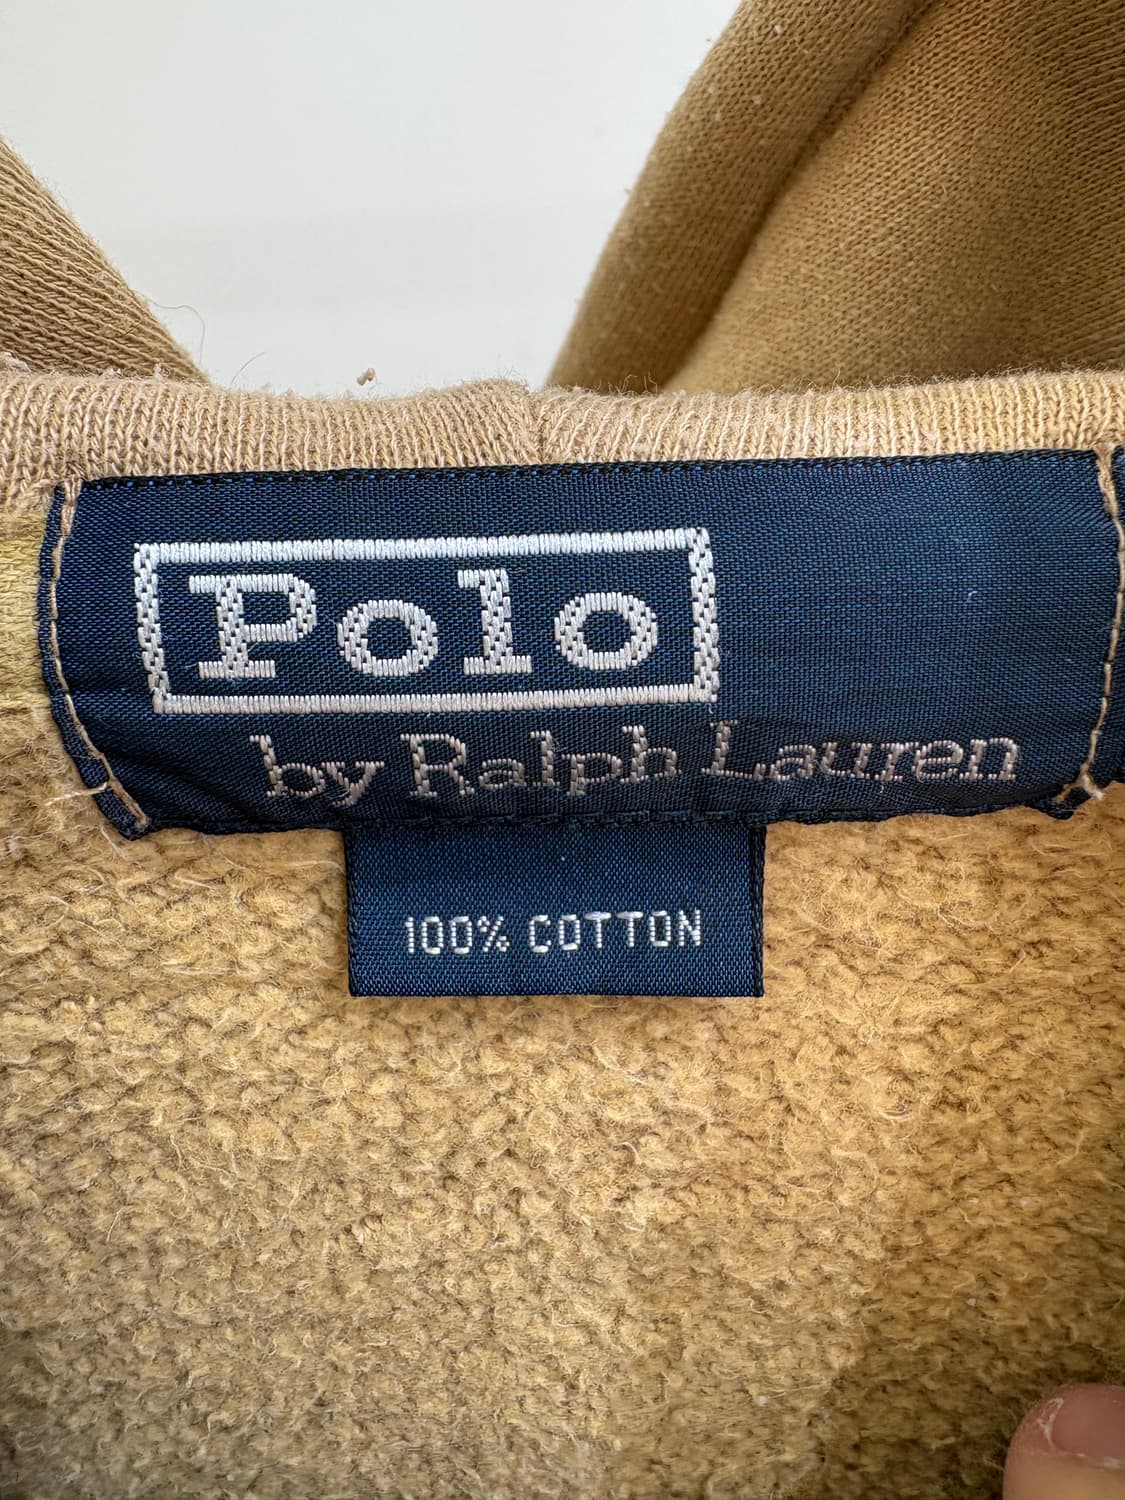 Polo
by Ralph Lauren
100% COTTON